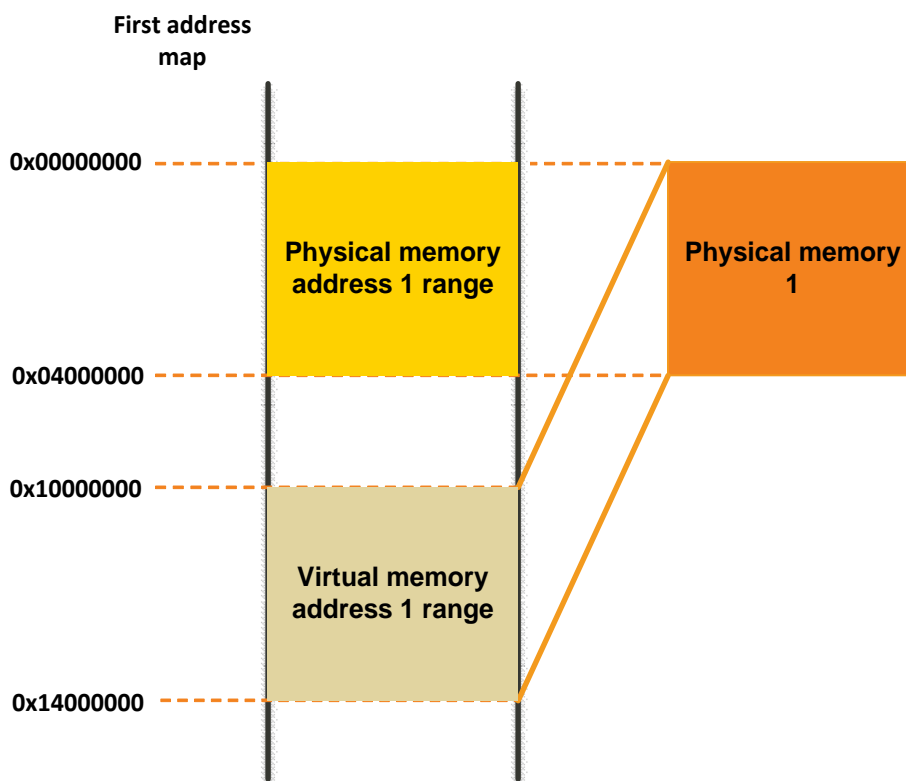 First address
map
0x00000000
Physical memory
address 1 range
Physical memory
1
0x04000000
0x10000000
Virtual memory
address 1 range
0x14000000